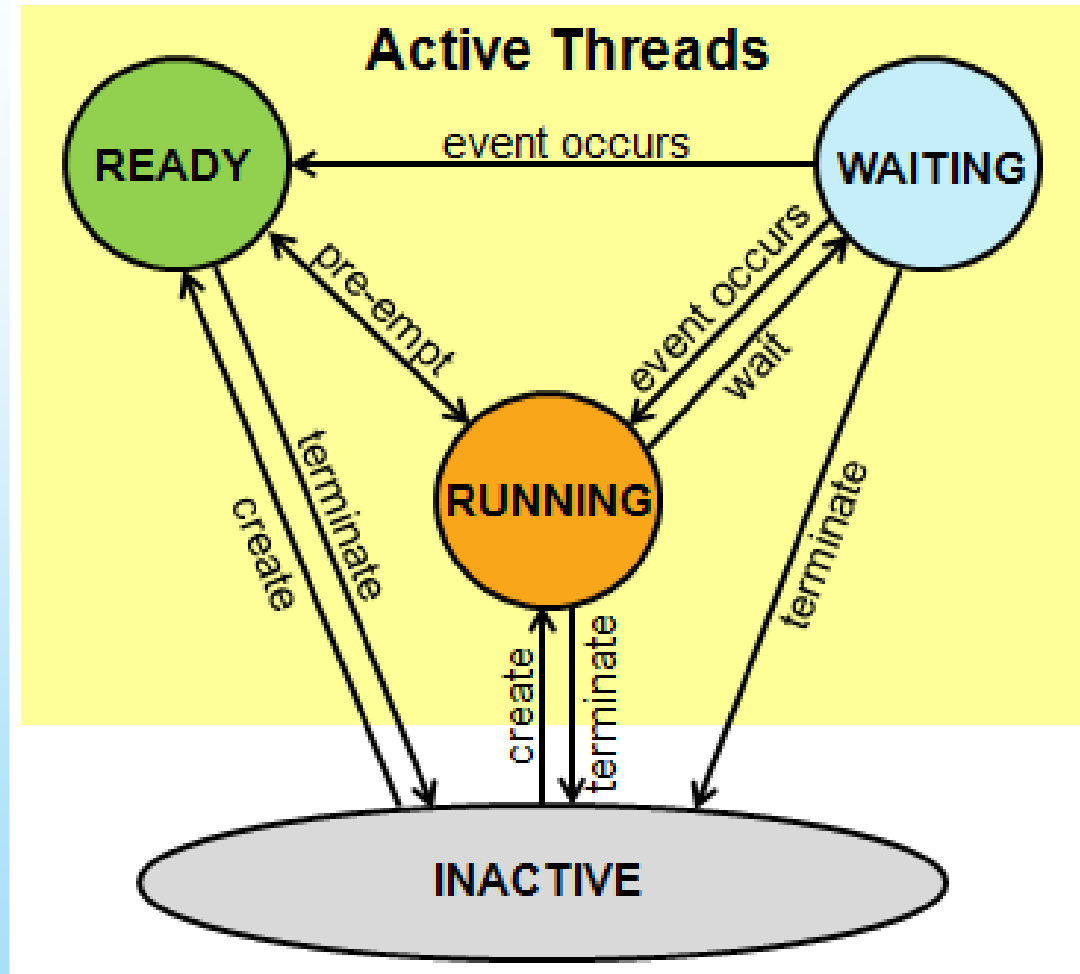 Active Threads
READY
event occurs
WAITING
pre-empt
event occurs
wait
RUNNING
create
terminate
create
terminate
terminate
INACTIVE